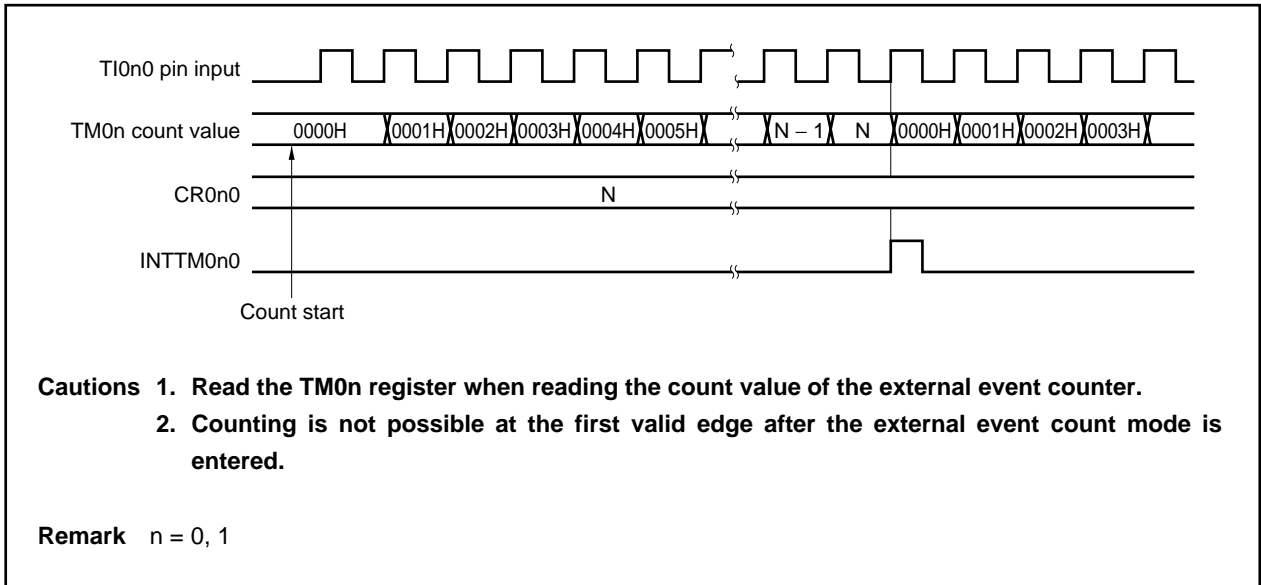 TI0n0 pin input
TM0n count value 0000H 0001H 0002H 0003H 0004H 0005H N – 1 N 0000H 0001H 0002H 0003H
CR0n0 N
INTTM0n0
Count start
Cautions 1. Read the TM0n register when reading the count value of the external event counter.
2. Counting is not possible at the first valid edge after the external event count mode is
entered.
Remark n = 0, 1